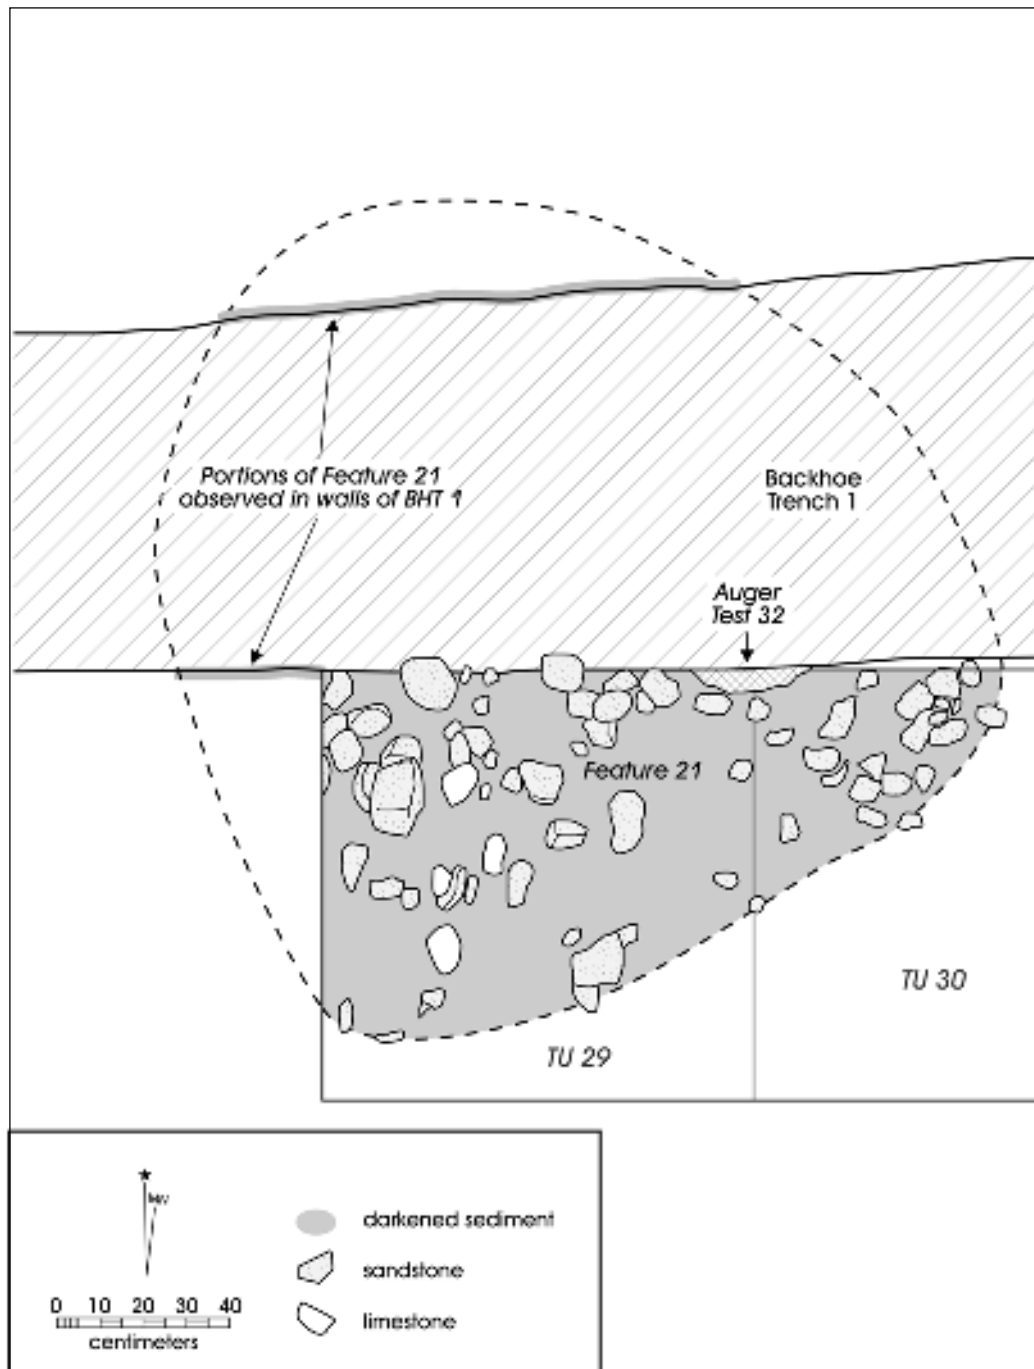 Portions of Feature 21
observed in walls of BHT 1
Backhoe
Trench 1
Auger
Test 32
Feature 21
TU 30
TU 29
MN
darkened sediment
sandstone
0 10 20 30 40
centimeters
limestone